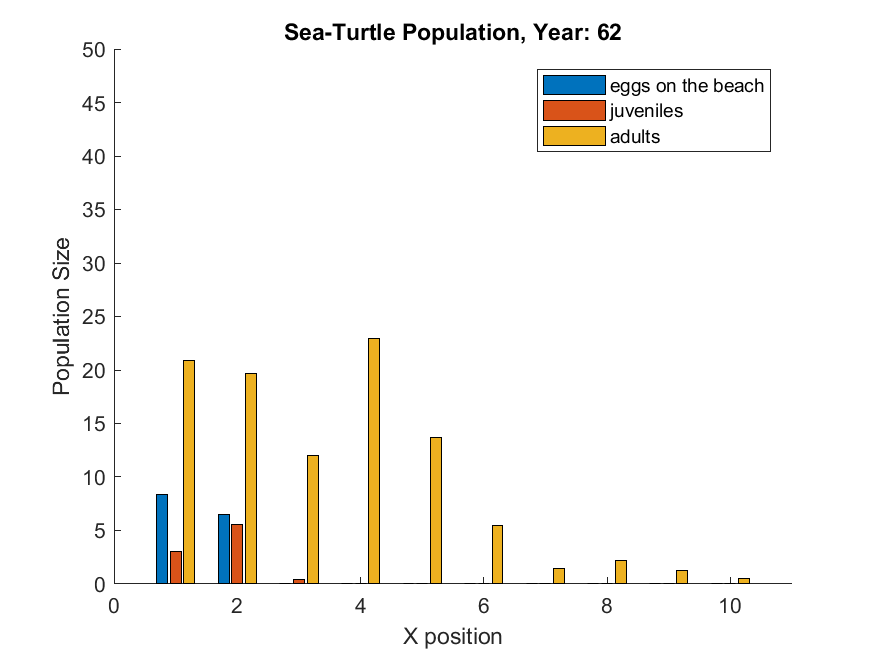 Sea-Turtle Population, Year: 62
50
45
40
35
30
25
20
15
10
5
0
Population Size
eggs on the beach
juveniles
adults
0 2 4 6 8 10
X position